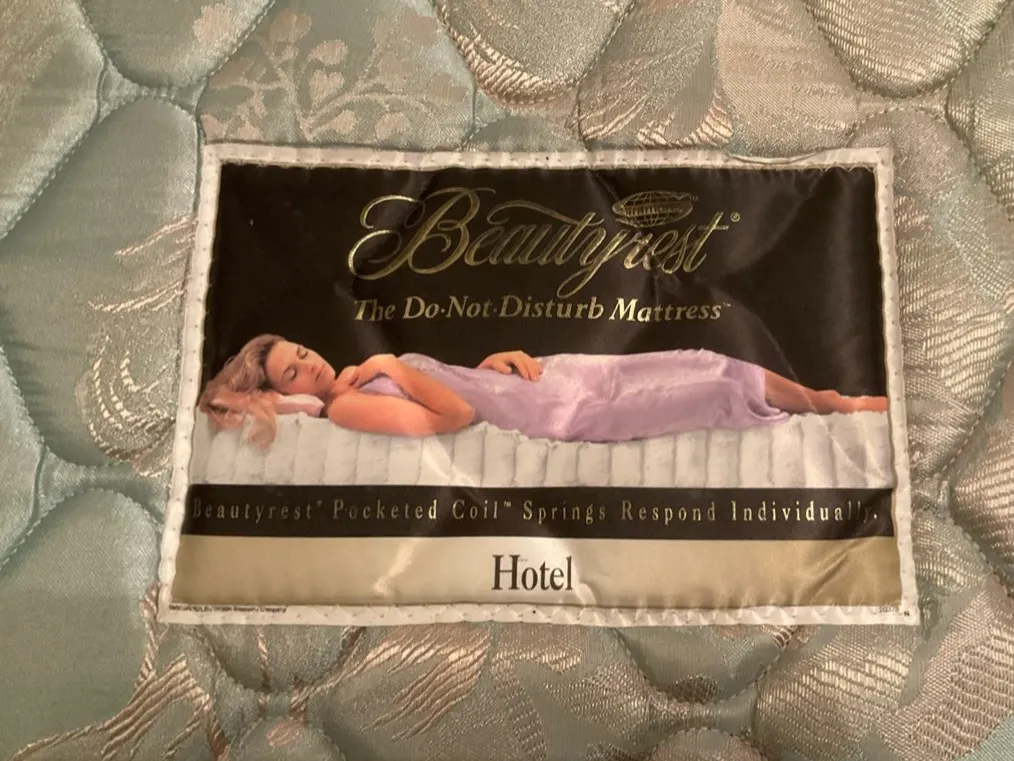 Beautyrest®
The Do-Not-Disturb Mattress™
Beautyrest® Pocketed Coil™ Springs Respond Individually.
Hotel